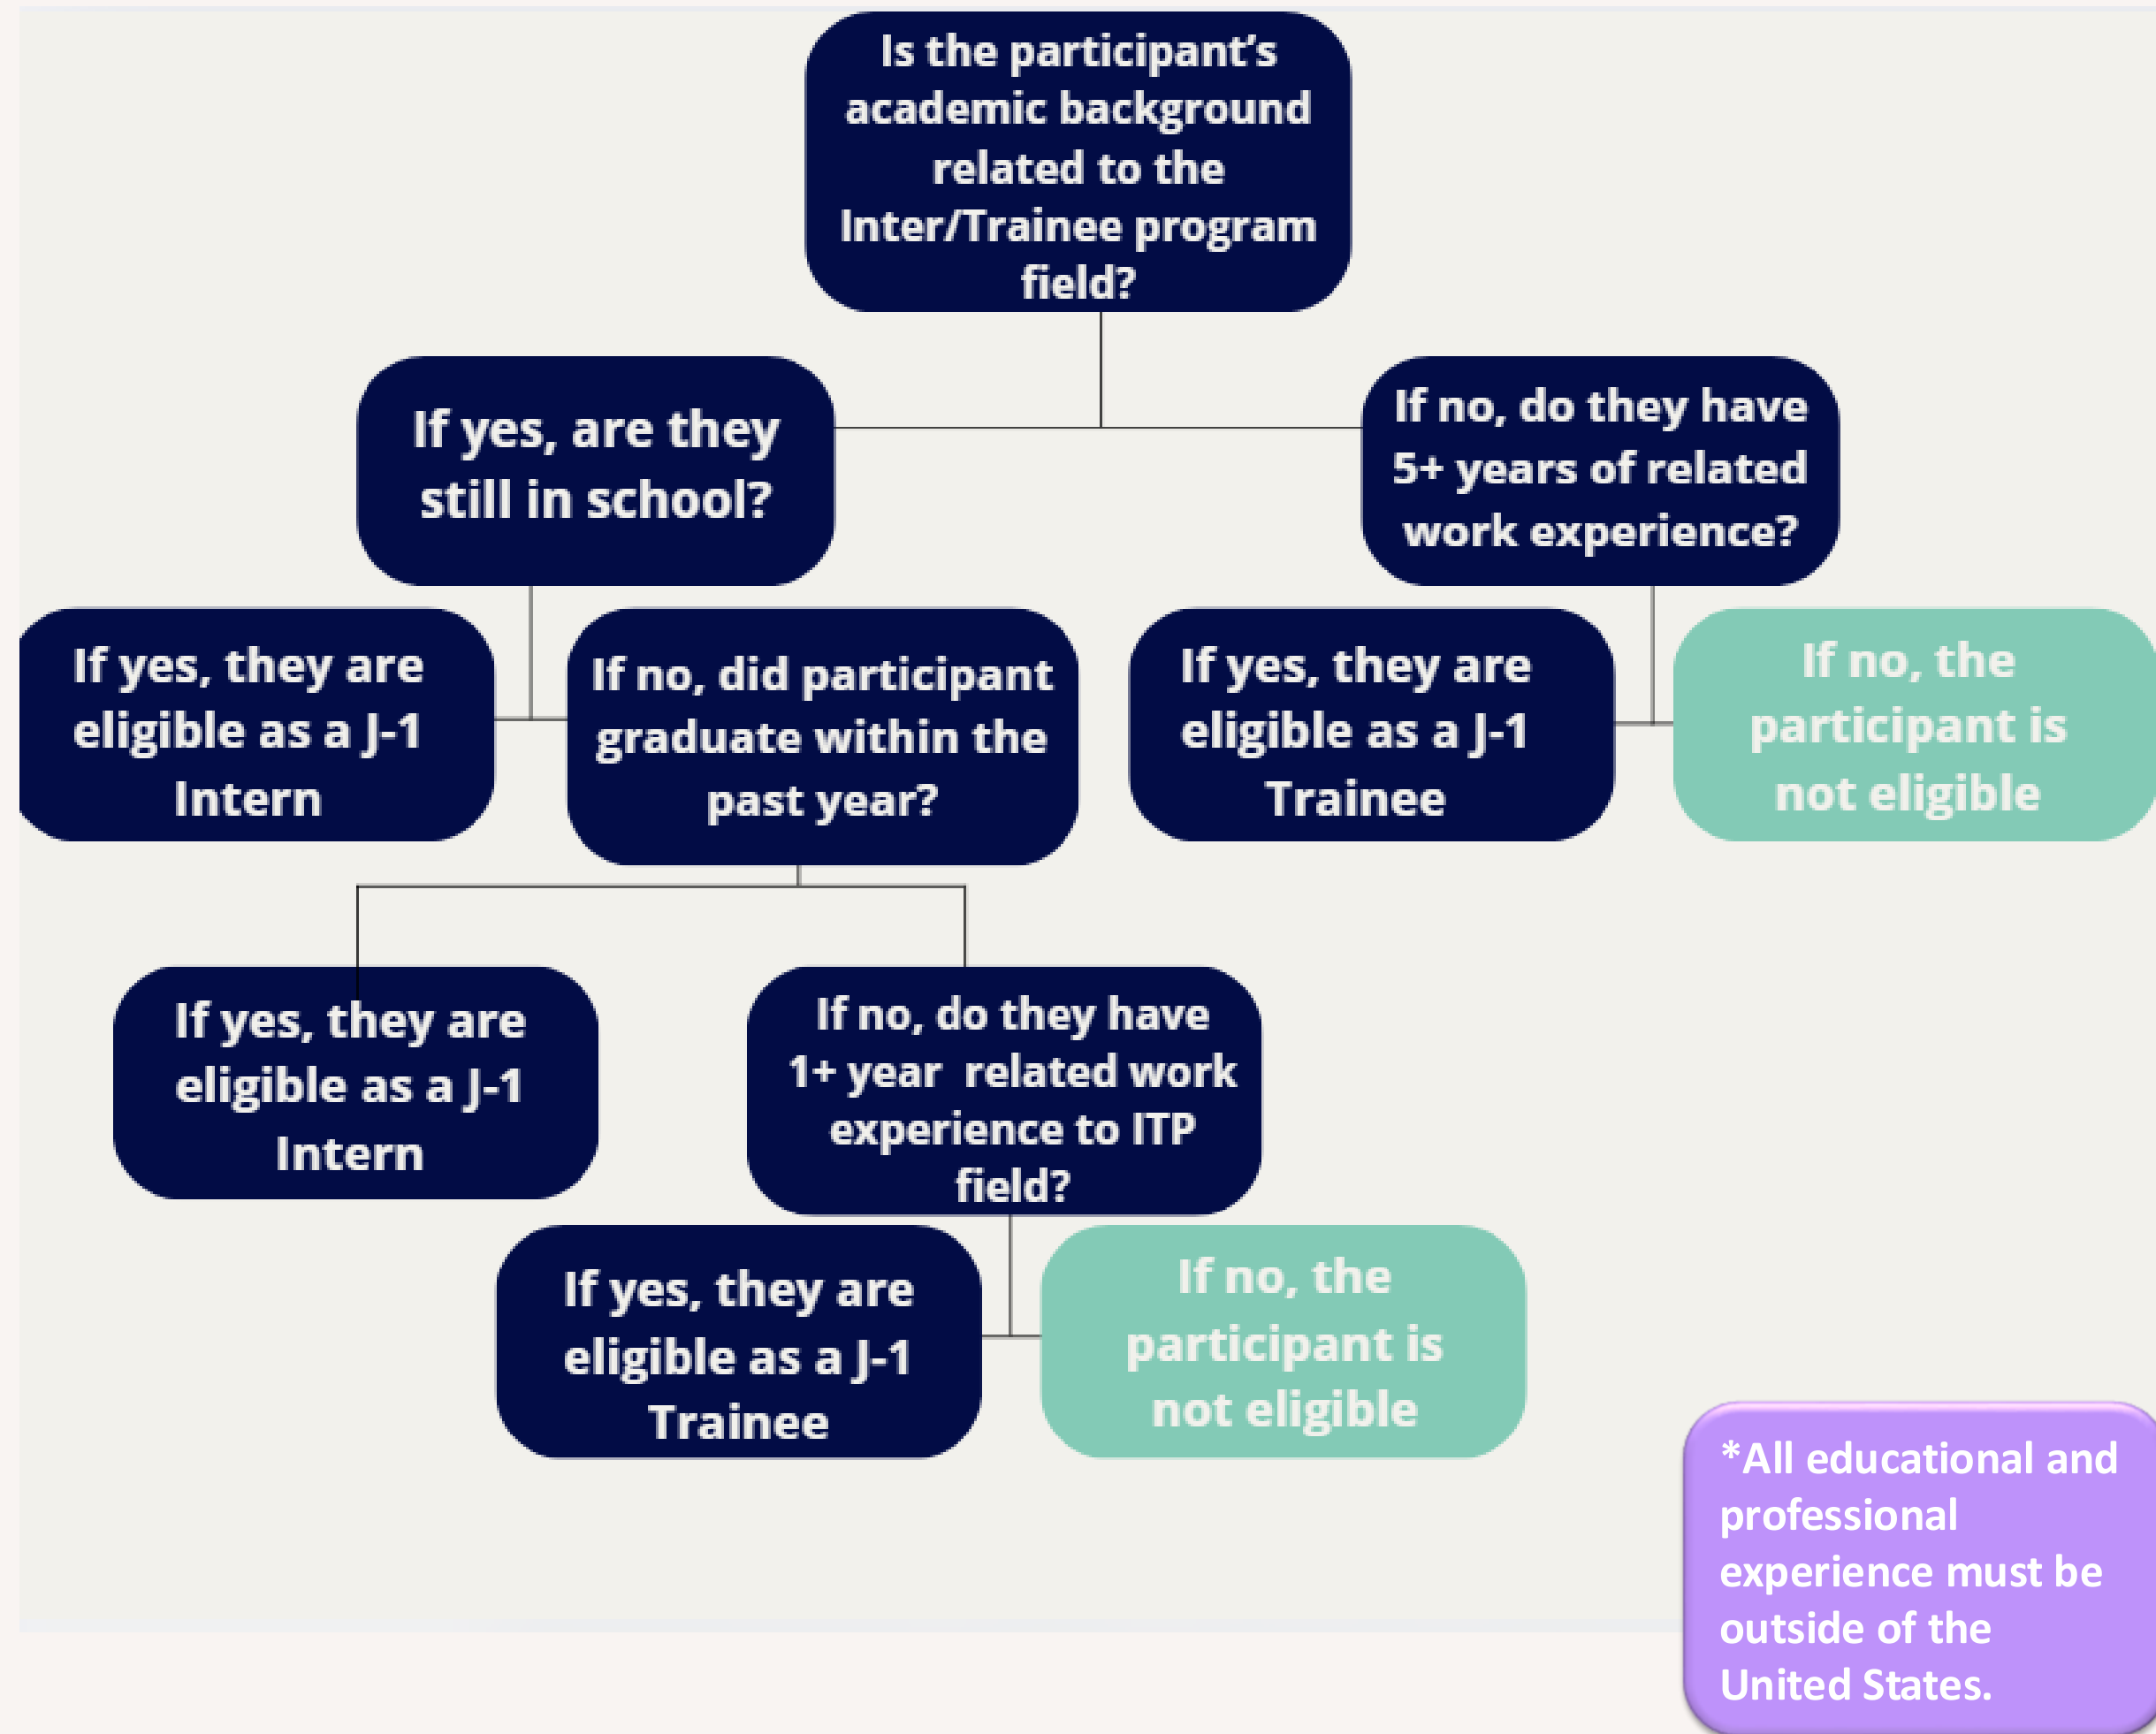 Is the participant’s
academic background
related to the
Inter/Trainee program
field?
If yes, are they
still in school?
If no, do they have
5+ years of related
work experience?
If yes, they are
eligible as a J-1
Intern
If no, did participant
graduate within the
past year?
If yes, they are
eligible as a J-1
Trainee
If no, the
participant is
not eligible
If yes, they are
eligible as a J-1
Intern
If no, do they have
1+ year related work
experience to ITP
field?
If yes, they are
eligible as a J-1
Trainee
If no, the
participant is
not eligible
*All educational and
professional
experience must be
outside of the
United States.